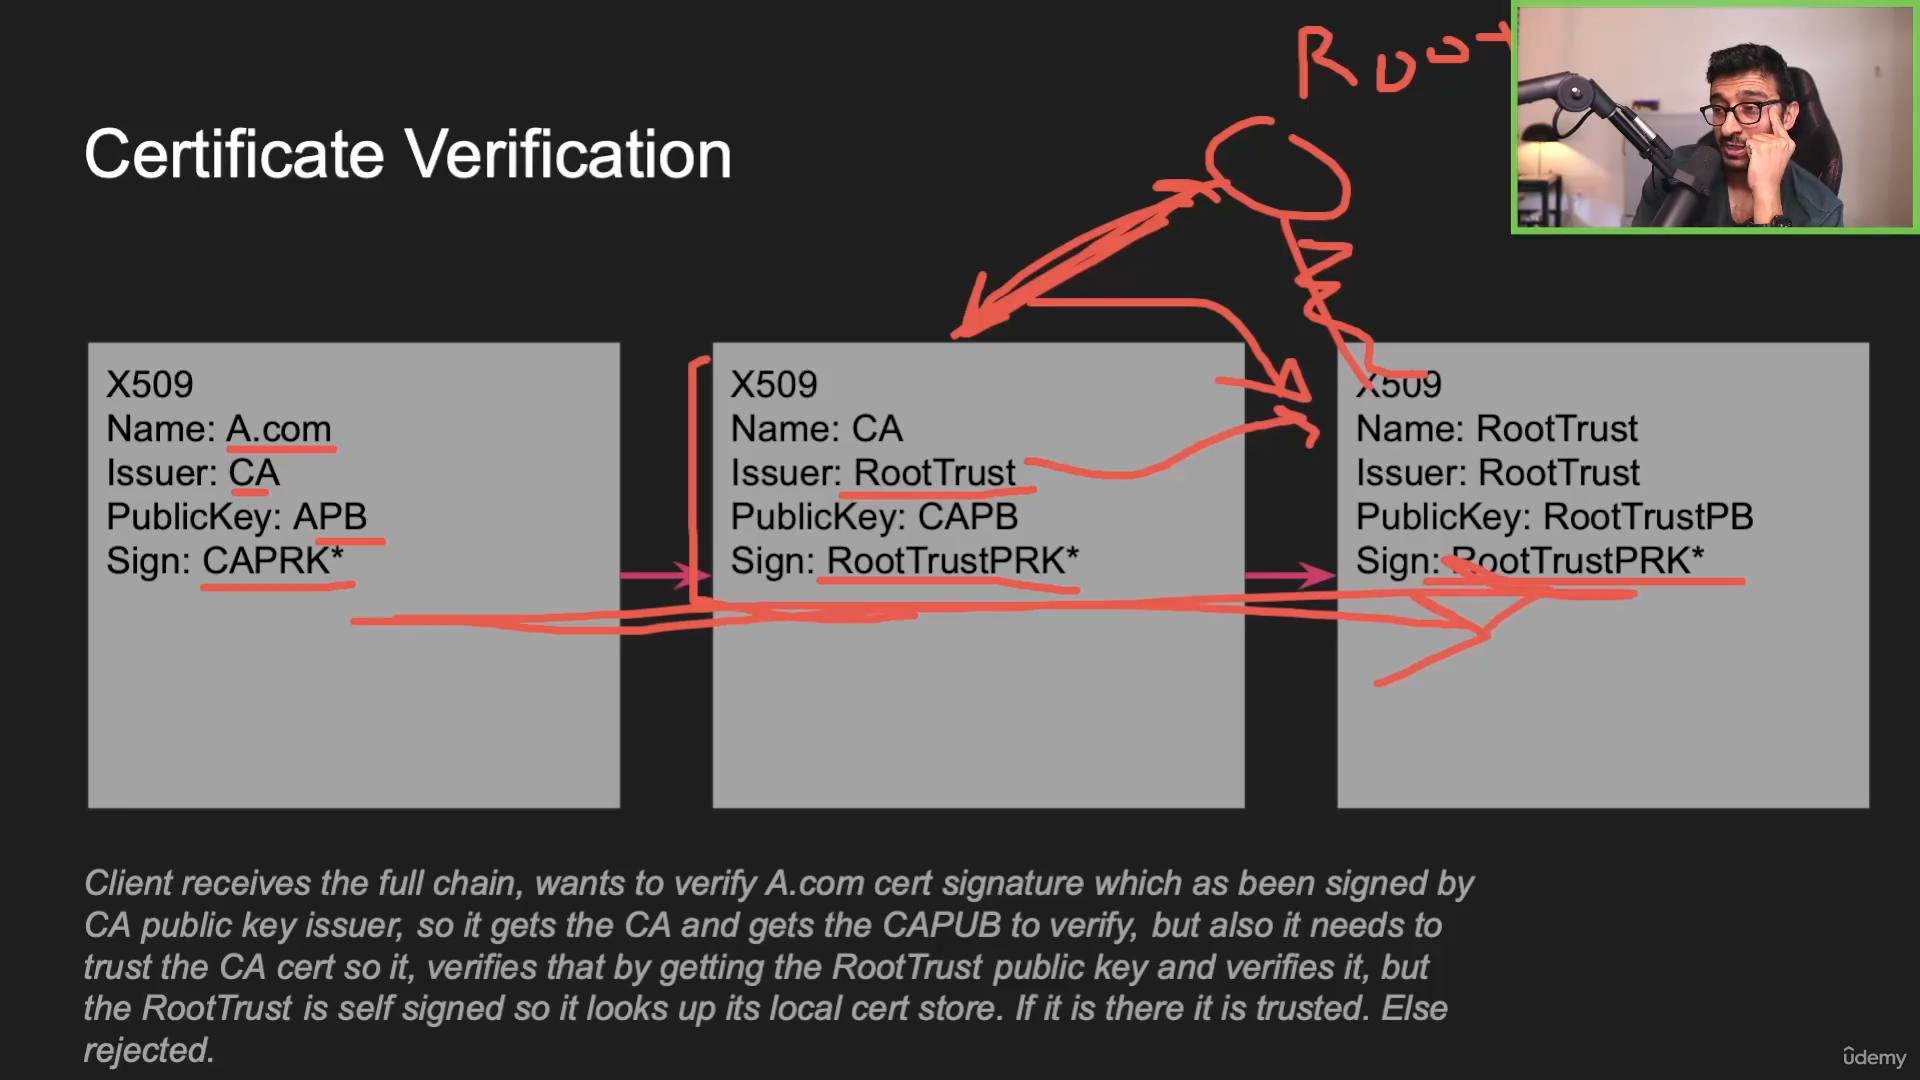 Root
Certificate Verification
X509
Name: A.com
Issuer: CA
PublicKey: APB
Sign: CAPRK*
X509
Name: CA
Issuer: RootTrust
PublicKey: CAPB
Sign: RootTrustPRK*
X509
Name: RootTrust
Issuer: RootTrust
PublicKey: RootTrustPB
Sign: RootTrustPRK*
Client receives the full chain, wants to verify A.com cert signature which as been signed by
CA public key issuer, so it gets the CA and gets the CAPUB to verify, but also it needs to
trust the CA cert so it, verifies that by getting the RootTrust public key and verifies it, but
the RootTrust is self signed so it looks up its local cert store. If it is there it is trusted. Else
rejected.
ûdemy